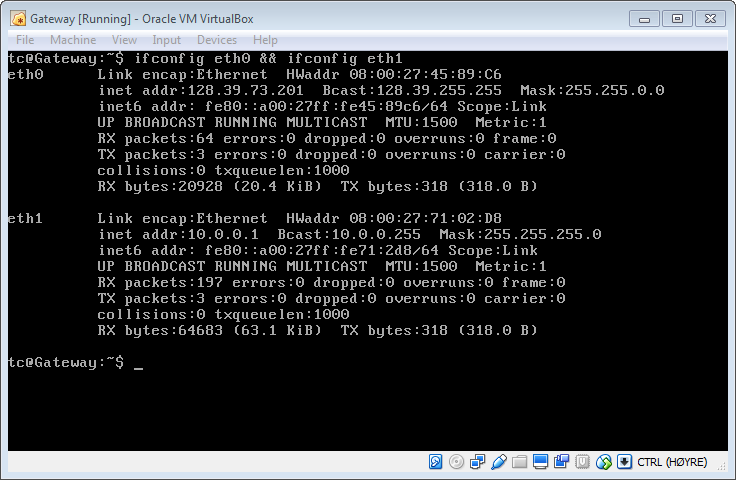 Gateway [Running] - Oracle VM VirtualBox
File Machine View Input Devices Help
tc@Gateway:~$ ifconfig eth0 && ifconfig eth1
eth0 Link encap:Ethernet HWaddr 08:00:27:45:89:C6
inet addr:128.39.73.201 Bcast:128.39.255.255 Mask:255.255.0.0
inet6 addr: fe80::a00:27ff:fe45:89c6/64 Scope:Link
UP BROADCAST RUNNING MULTICAST MTU:1500 Metric:1
RX packets:64 errors:0 dropped:0 overruns:0 frame:0
TX packets:3 errors:0 dropped:0 overruns:0 carrier:0
collisions:0 txqueuelen:1000
RX bytes:20928 (20.4 KiB) TX bytes:318 (318.0 B)
eth1 Link encap:Ethernet HWaddr 08:00:27:71:02:D8
inet addr:10.0.0.1 Bcast:10.0.0.255 Mask:255.255.255.0
inet6 addr: fe80::a00:27ff:fe71:2d8/64 Scope:Link
UP BROADCAST RUNNING MULTICAST MTU:1500 Metric:1
RX packets:197 errors:0 dropped:0 overruns:0 frame:0
TX packets:3 errors:0 dropped:0 overruns:0 carrier:0
collisions:0 txqueuelen:1000
RX bytes:64683 (63.1 KiB) TX bytes:318 (318.0 B)
tc@Gateway:~$ _
CTRL (HØYRE)